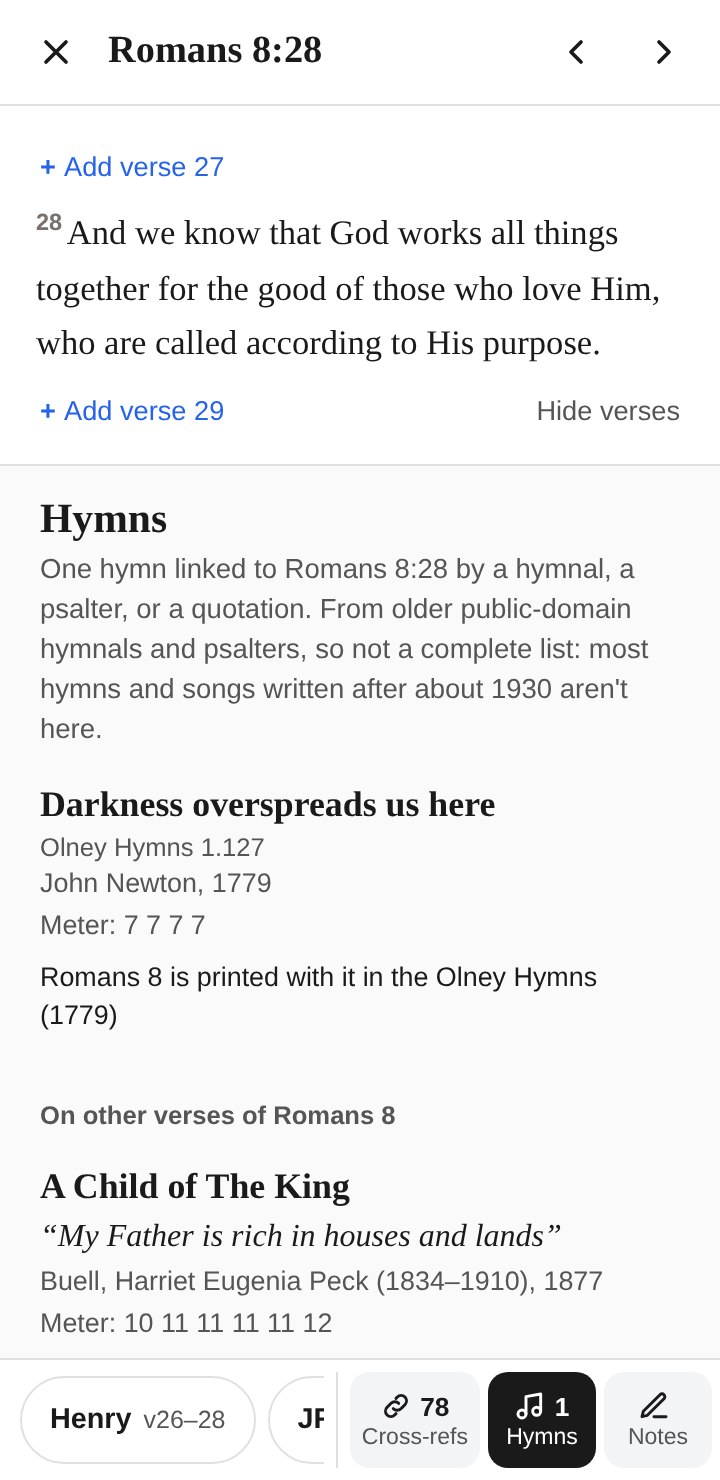 Romans 8:28
+ Add verse 27
28 And we know that God works all things
together for the good of those who love Him,
who are called according to His purpose.
+ Add verse 29 Hide verses
Hymns
One hymn linked to Romans 8:28 by a hymnal, a
psalter, or a quotation. From older public-domain
hymnals and psalters, so not a complete list: most
hymns and songs written after about 1930 aren't
here.
Darkness overspreads us here
Olney Hymns 1.127
John Newton, 1779
Meter: 7 7 7 7
Romans 8 is printed with it in the Olney Hymns
(1779)
On other verses of Romans 8
A Child of The King
“My Father is rich in houses and lands”
Buell, Harriet Eugenia Peck (1834–1910), 1877
Meter: 10 11 11 11 11 12
Henry v26–28
78
Cross-refs
1
Hymns
Notes